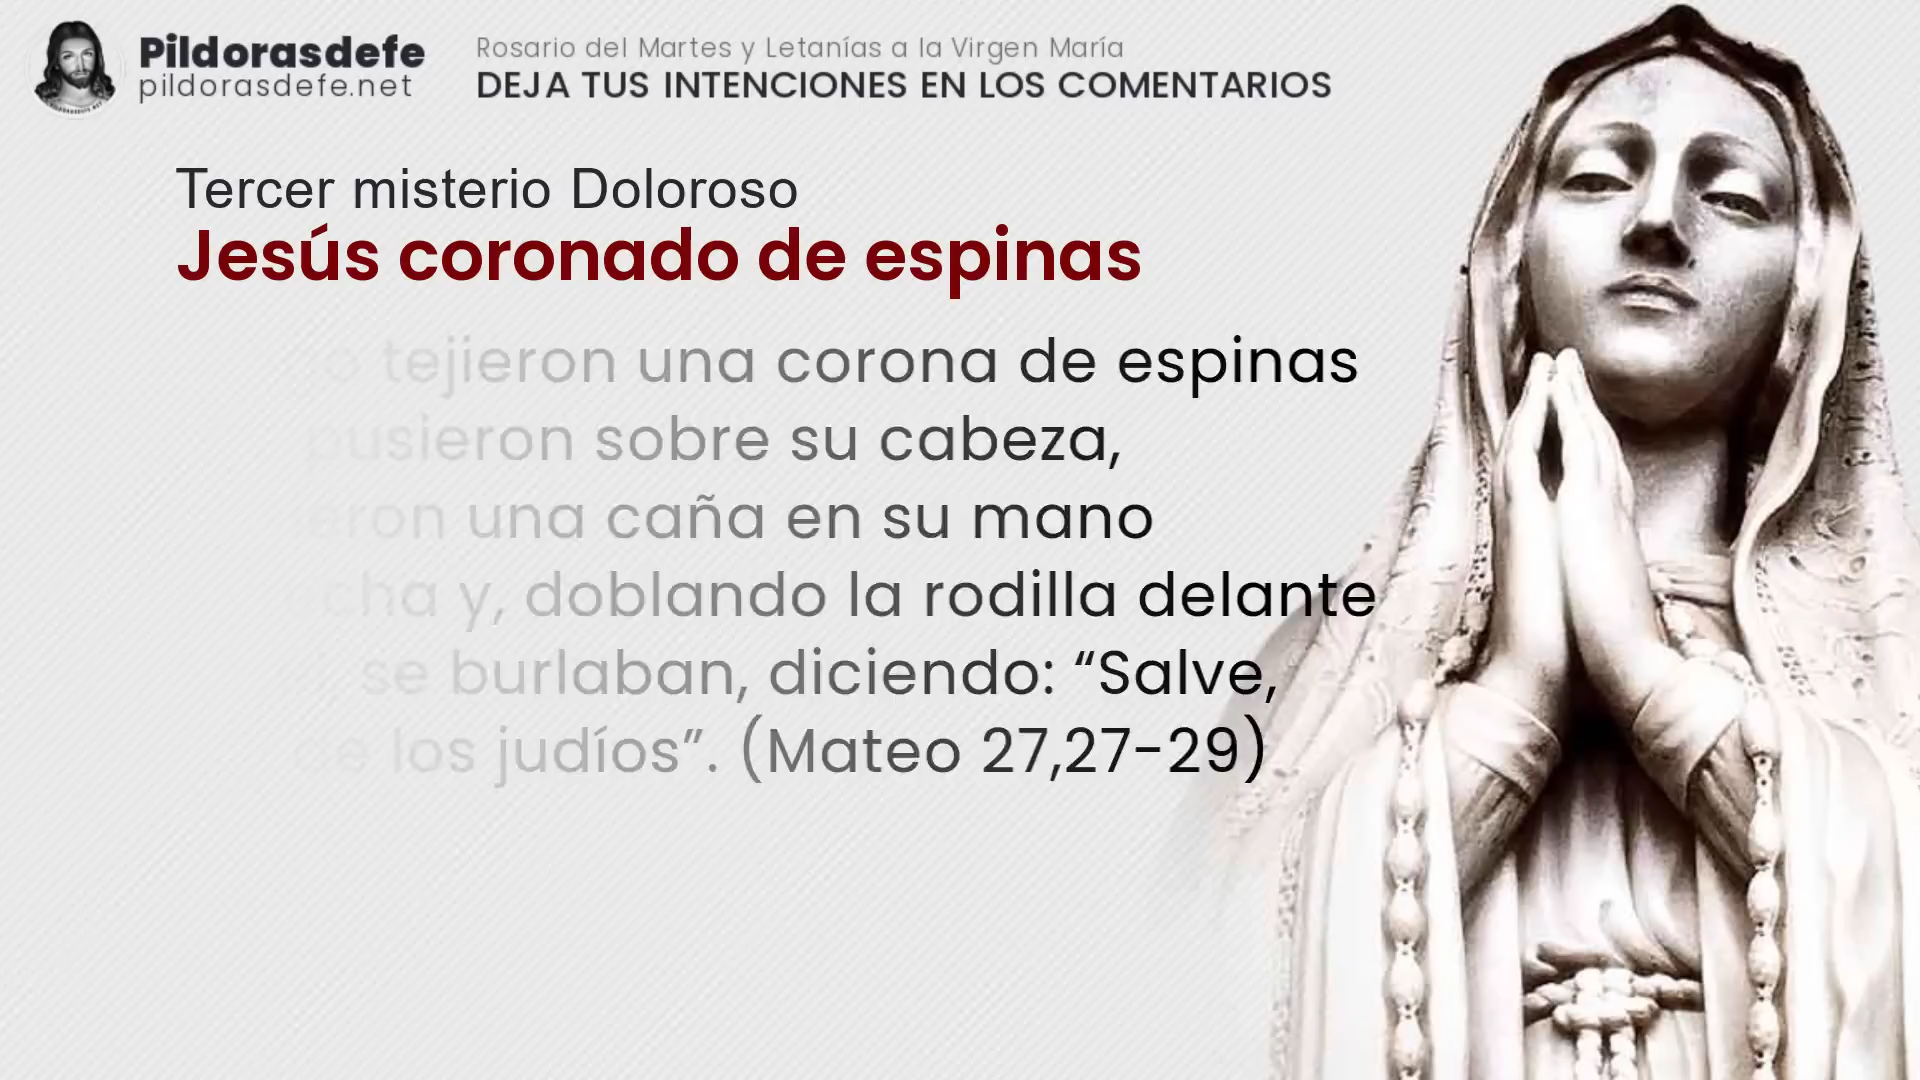 Pildorasdefe
pildorasdefe.net
Rosario del Martes y Letanías a la Virgen María
DEJA TUS INTENCIONES EN LOS COMENTARIOS
Tercer misterio Doloroso
Jesús coronado de espinas
tejieron una corona de espinas
pusieron sobre su cabeza,
una caña en su mano
y, doblando la rodilla delante
se burlaban, diciendo: “Salve,
los judíos”. (Mateo 27,27-29)